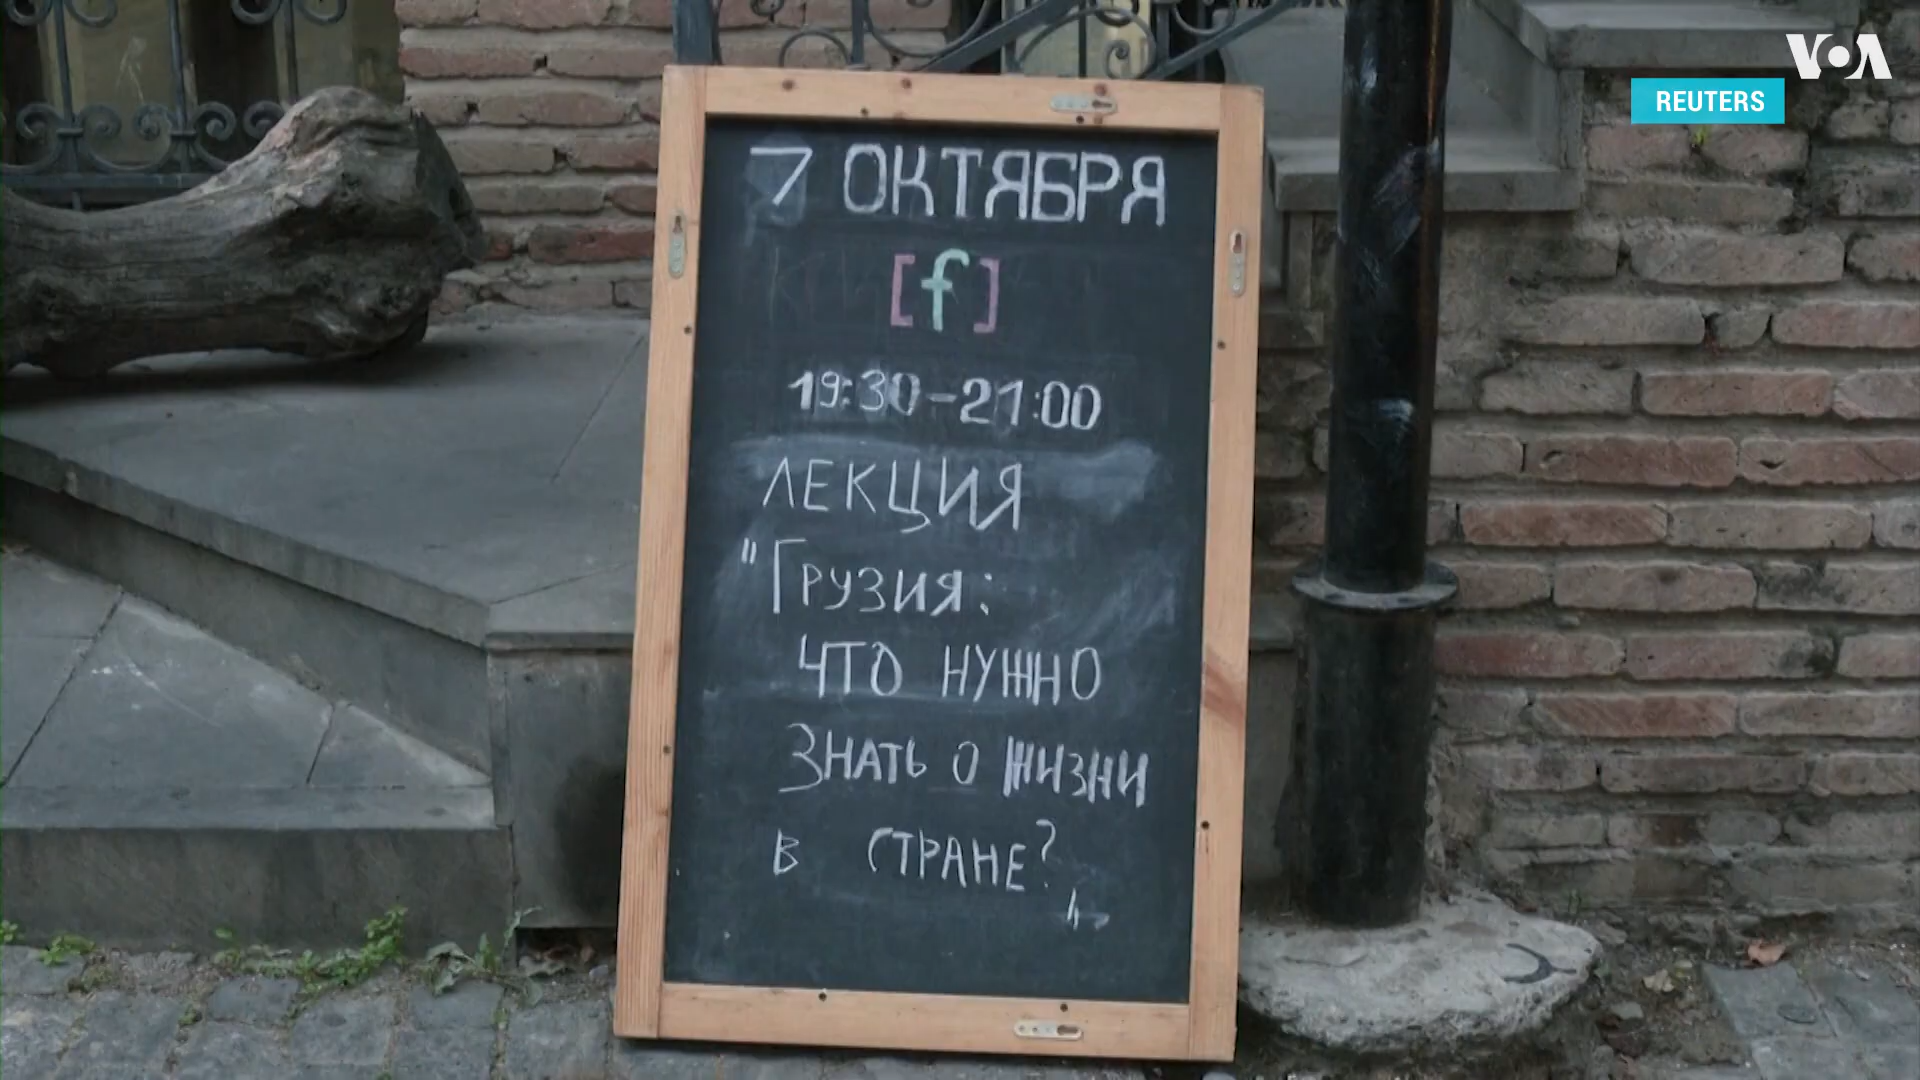 VOA
REUTERS
7 ОКТЯБРЯ
[f]
19:30-21:00
ЛЕКЦИЯ
"ГРУЗИЯ:
ЧТО НУЖНО
ЗНАТЬ О ЖИЗНИ
В СТРАНЕ?"